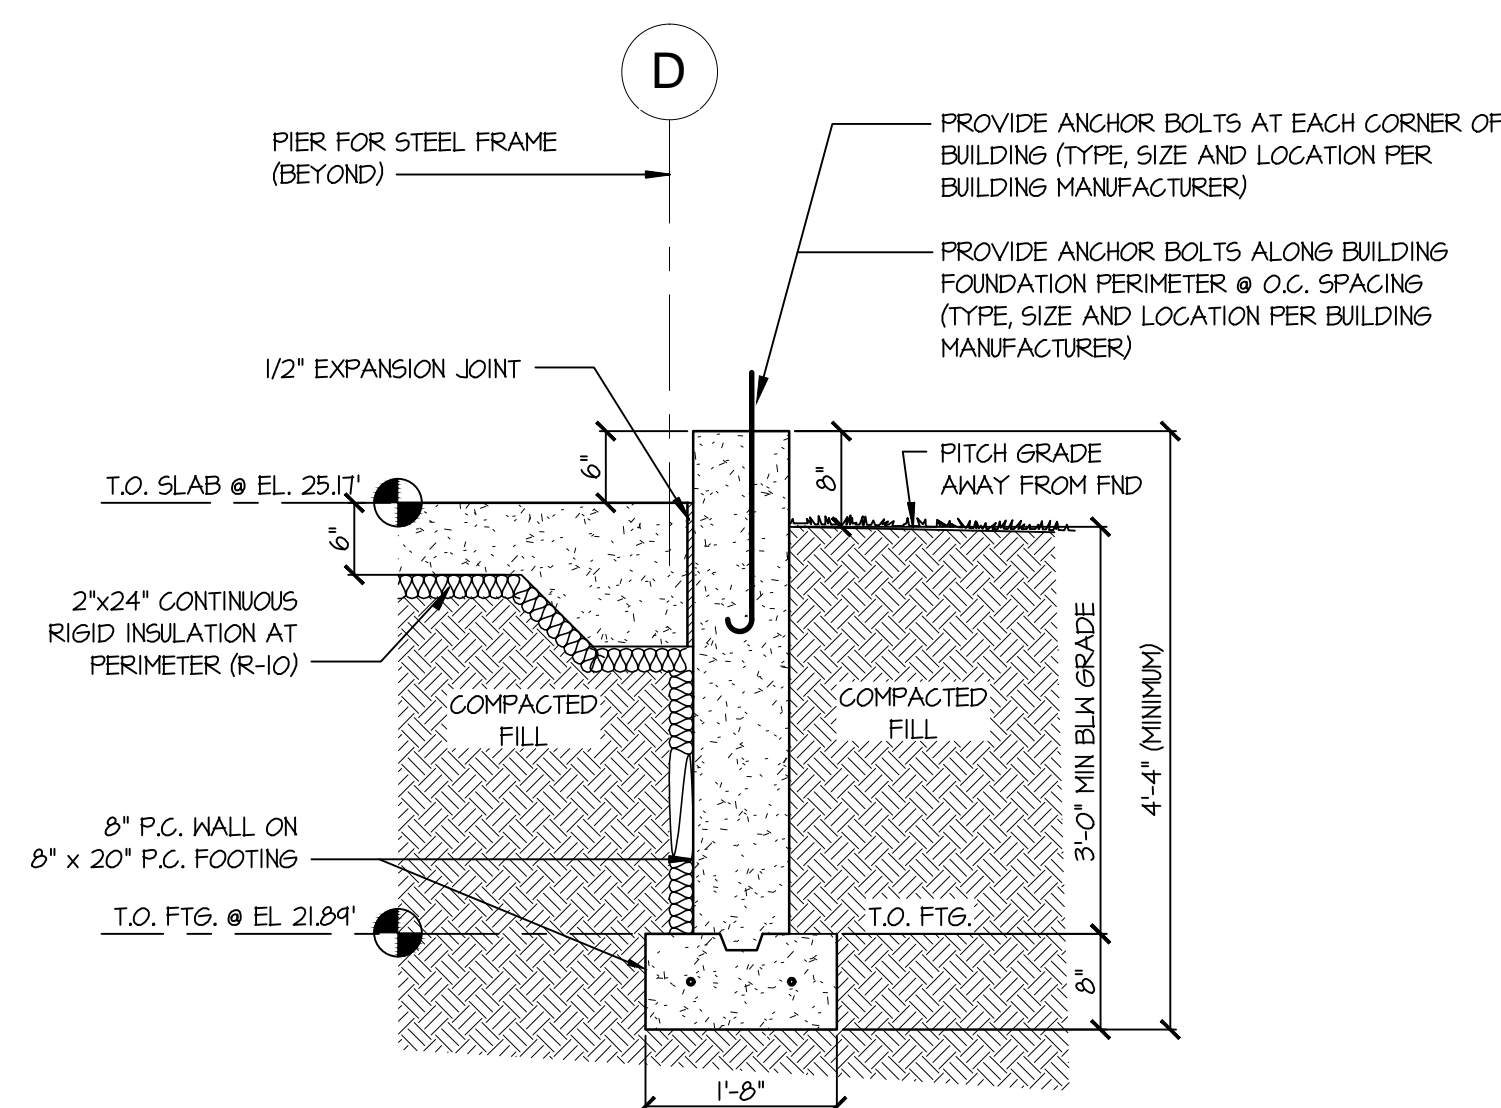 D
PIER FOR STEEL FRAME
(BEYOND)
PROVIDE ANCHOR BOLTS AT EACH CORNER OF
BUILDING (TYPE, SIZE AND LOCATION PER
BUILDING MANUFACTURER)
PROVIDE ANCHOR BOLTS ALONG BUILDING
FOUNDATION PERIMETER @ O.C. SPACING
(TYPE, SIZE AND LOCATION PER BUILDING
MANUFACTURER)
1/2" EXPANSION JOINT
6"
8"
PITCH GRADE
AWAY FROM FND
T.O. SLAB @ EL. 25.17'
6"
2"x24" CONTINUOUS
RIGID INSULATION AT
PERIMETER (R-10)
COMPACTED
FILL
COMPACTED
FILL
3'-0" MIN BLW GRADE
4'-4" (MINIMUM)
8" P.C. WALL ON
8" x 20" P.C. FOOTING
T.O. FTG. @ EL 21.89'
T.O. FTG.
8"
1'-8"